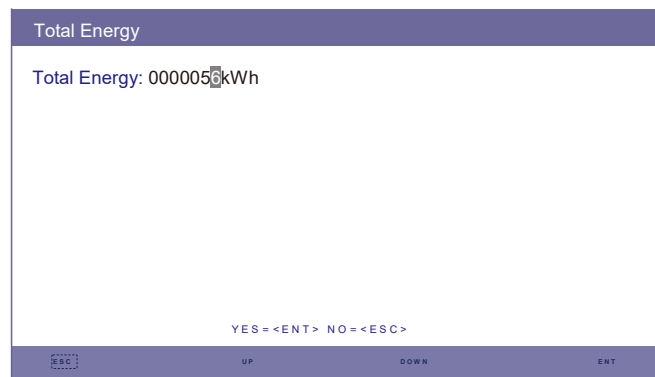 Total Energy
Total Energy: 0000056kWh
YES=<ENT> NO=<ESC>
ESC UP DOWN ENT